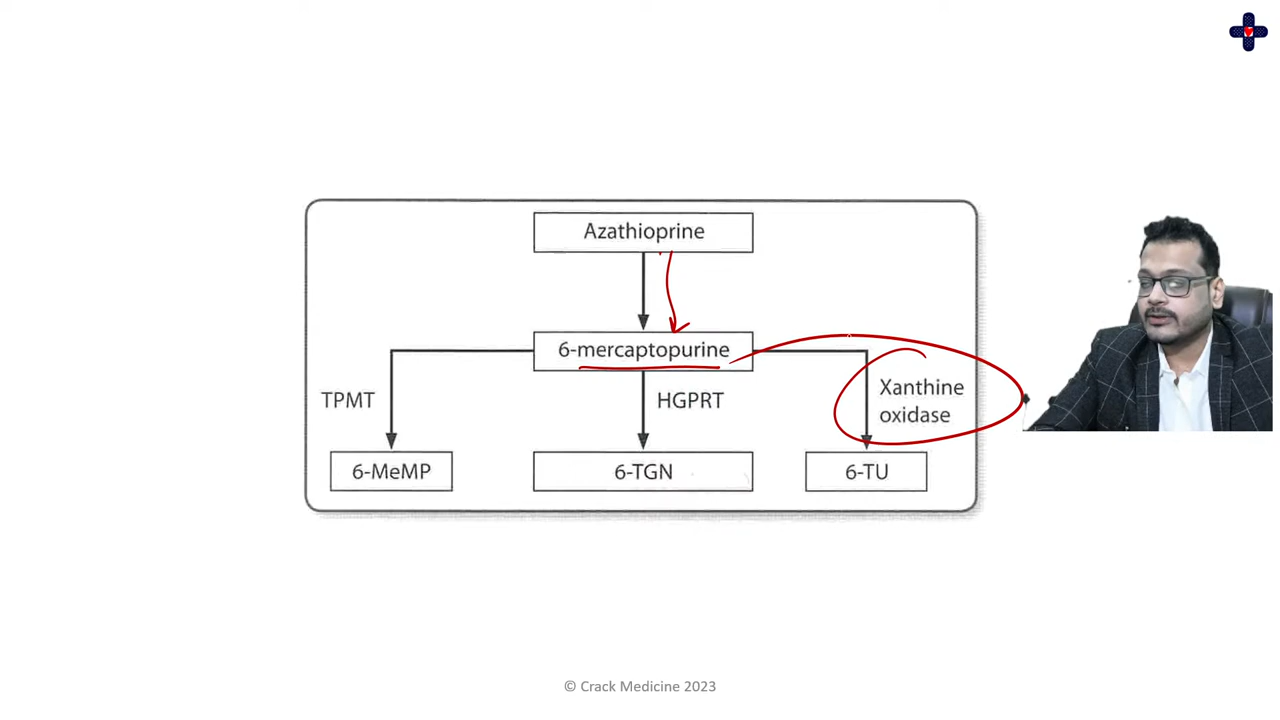 Azathioprine
6-mercaptopurine
TPMT
HGPRT
Xanthine
oxidase
6-MeMP
6-TGN
6-TU
© Crack Medicine 2023